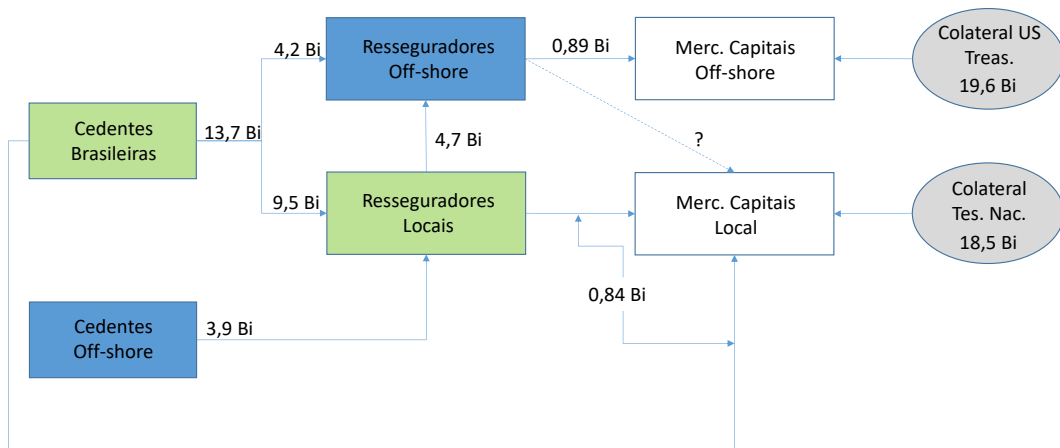 4,2 Bi
Resseguradores
Off-shore
0,89 Bi
Merc. Capitais
Off-shore
Colateral US
Treas.
19,6 Bi
Cedentes
Brasileiras
13,7 Bi
4,7 Bi
?
9,5 Bi
Resseguradores
Locais
Merc. Capitais
Local
Colateral
Tes. Nac.
18,5 Bi
0,84 Bi
Cedentes
Off-shore
3,9 Bi